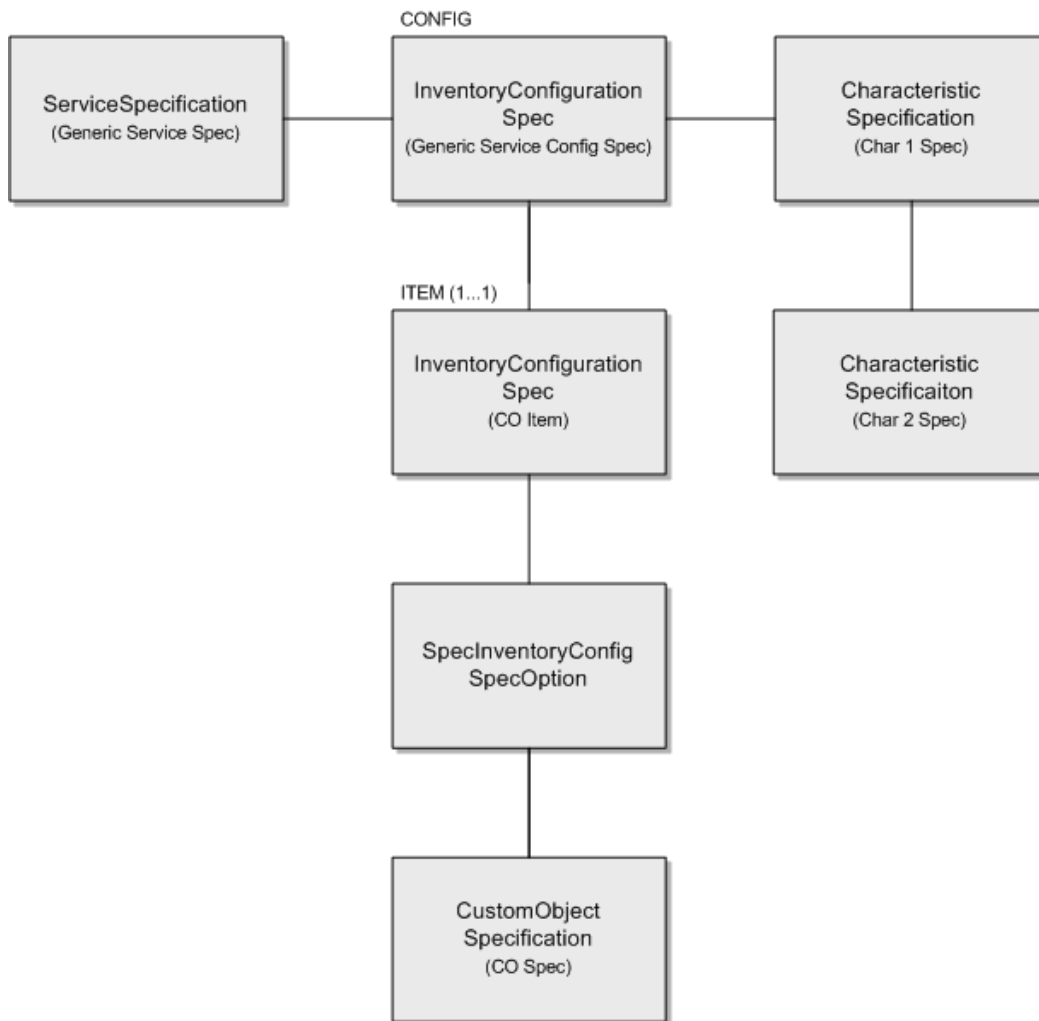 CONFIG
ServiceSpecification
(Generic Service Spec)
InventoryConfiguration
Spec
(Generic Service Config Spec)
Characteristic
Specification
(Char 1 Spec)
ITEM (1...1)
InventoryConfiguration
Spec
(CO Item)
Characteristic
Specificaiton
(Char 2 Spec)
SpecInventoryConfig
SpecOption
CustomObject
Specification
(CO Spec)